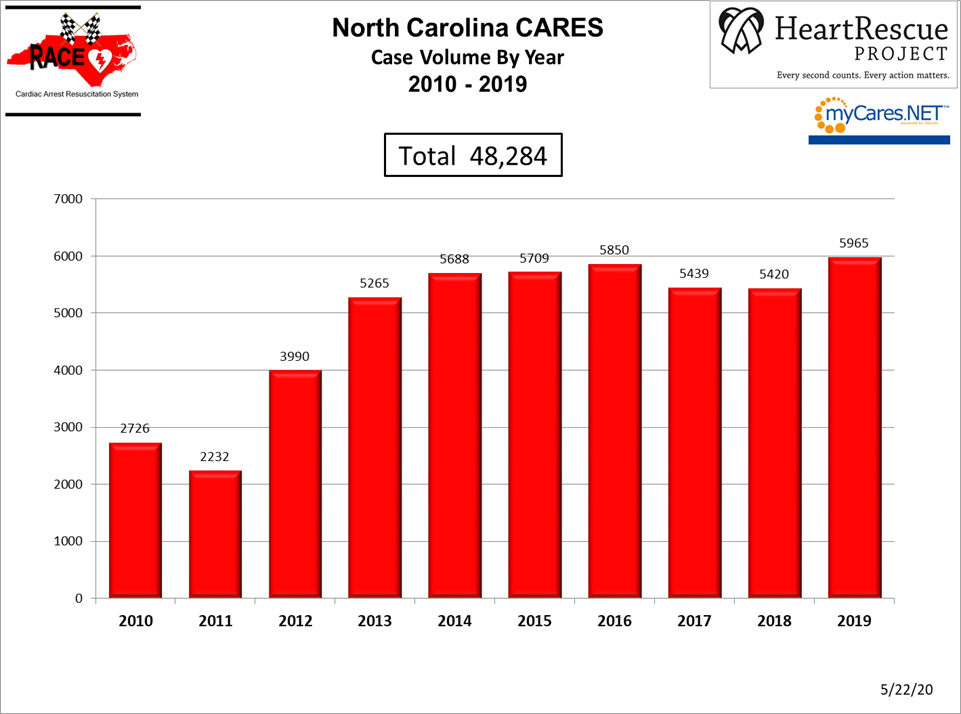 RACE
Cardiac Arrest Resuscitation System
North Carolina CARES
Case Volume By Year
2010 - 2019
HeartRescue
PROJECT
Every second counts. Every action matters.
myCares.NET™
Total 48,284
7000
6000
5000
4000
3000
2000
1000
0
2726
2232
3990
5265
5688
5709
5850
5439
5420
5965
2010 2011 2012 2013 2014 2015 2016 2017 2018 2019
5/22/20